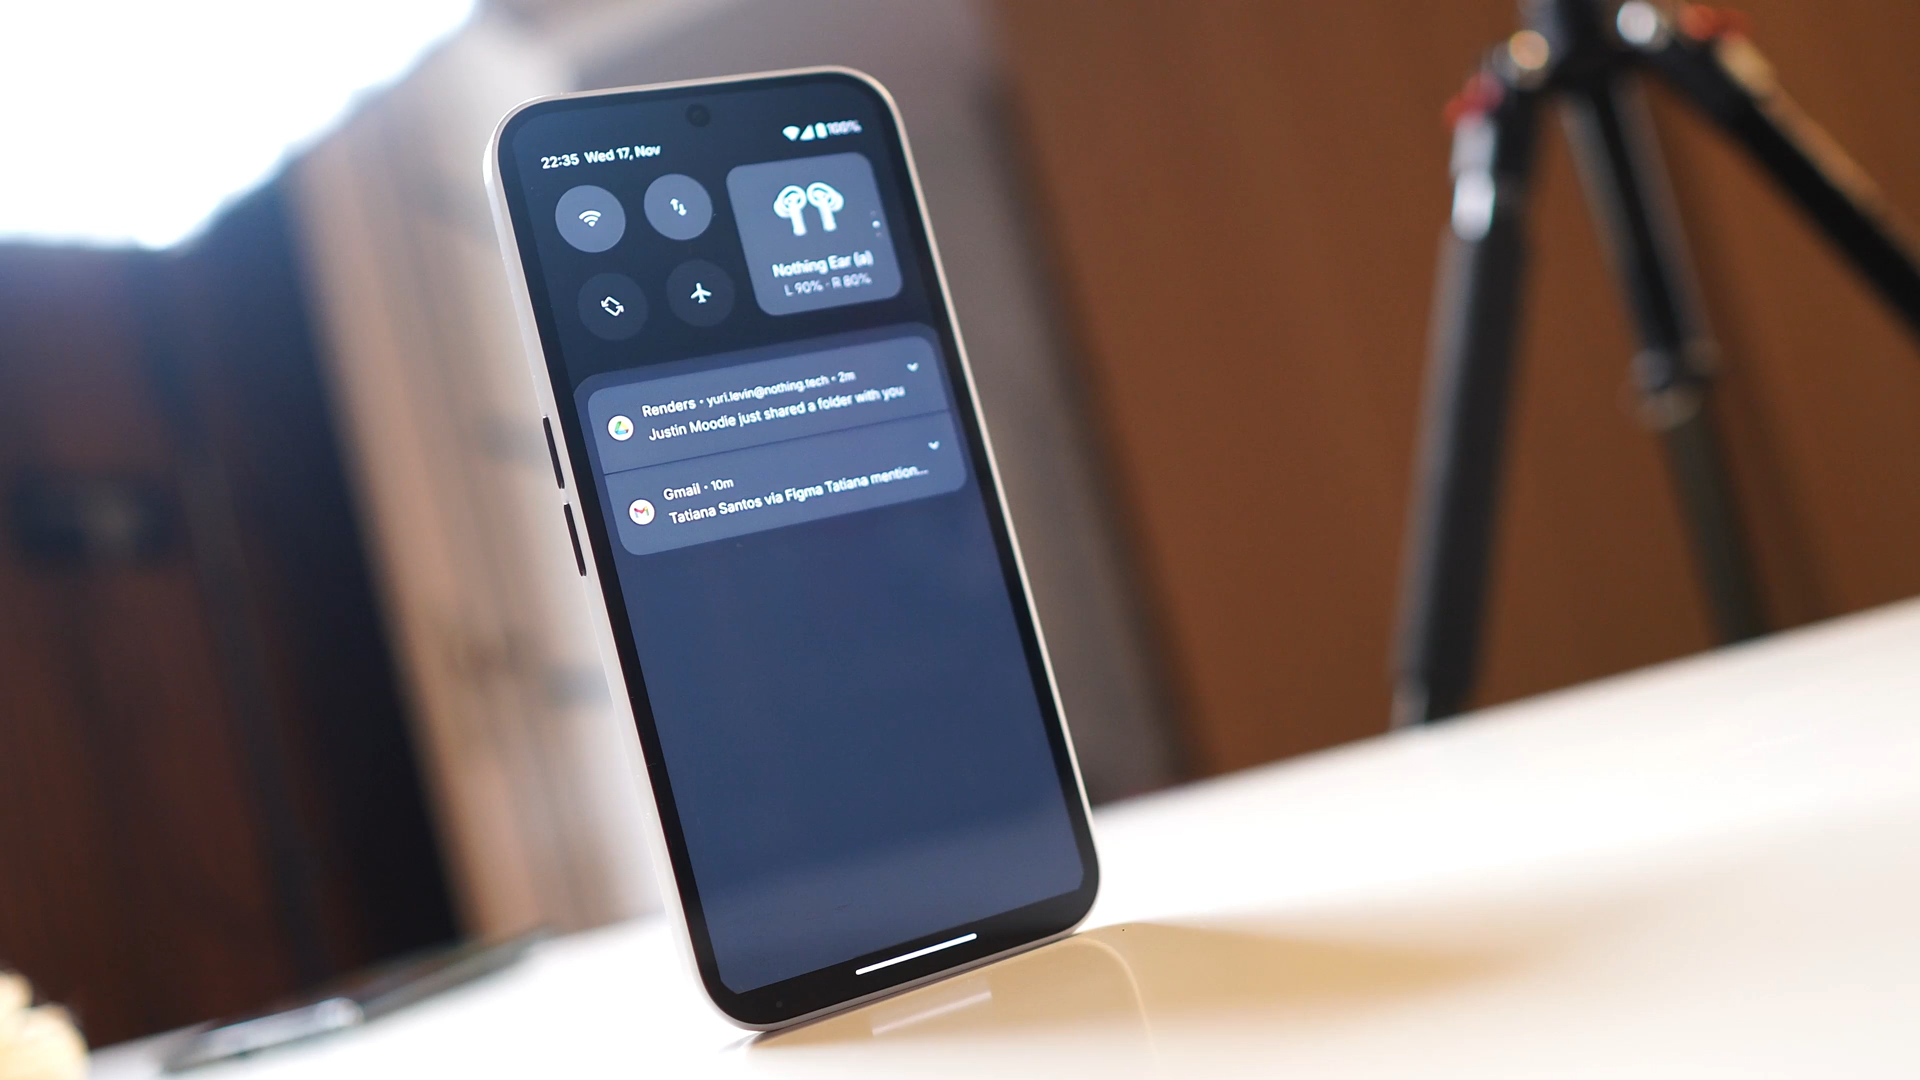 22:35 Wed 17, Nov
100%
Nothing Ear (a)
L 90% · R 80%
Renders · yuri.levin@nothing.tech · 2m
Justin Moodie just shared a folder with you
Gmail · 10m
Tatiana Santos via Figma Tatiana mention...